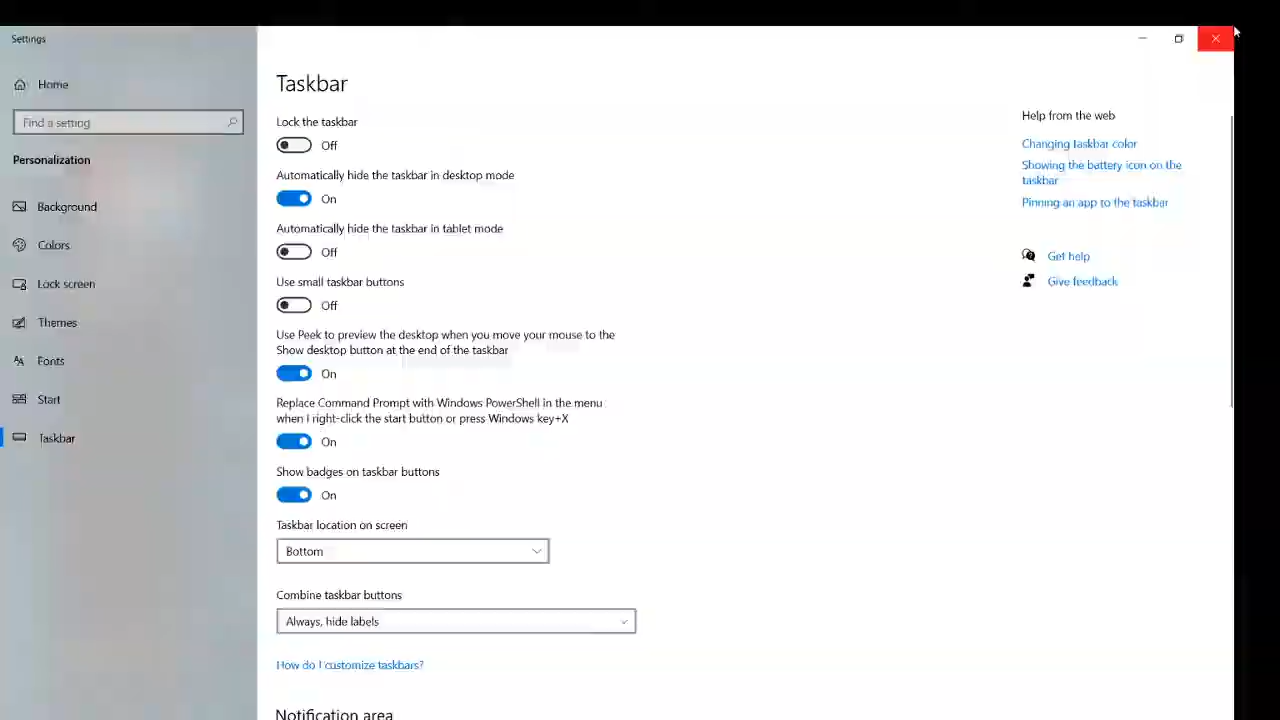 Settings
Home
Find a setting
Personalization
Background
Colors
Lock screen
Themes
Fonts
Start
Taskbar
Taskbar
Lock the taskbar
Off
Automatically hide the taskbar in desktop mode
On
Automatically hide the taskbar in tablet mode
Off
Use small taskbar buttons
Off
Use Peek to preview the desktop when you move your mouse to the
Show desktop button at the end of the taskbar
On
Replace Command Prompt with Windows PowerShell in the menu
when I right-click the start button or press Windows key+X
On
Show badges on taskbar buttons
On
Taskbar location on screen
Bottom
Combine taskbar buttons
Always, hide labels
How do I customize taskbars?
Notification area
Help from the web
Changing taskbar color
Showing the battery icon on the
taskbar
Pinning an app to the taskbar
Get help
Give feedback